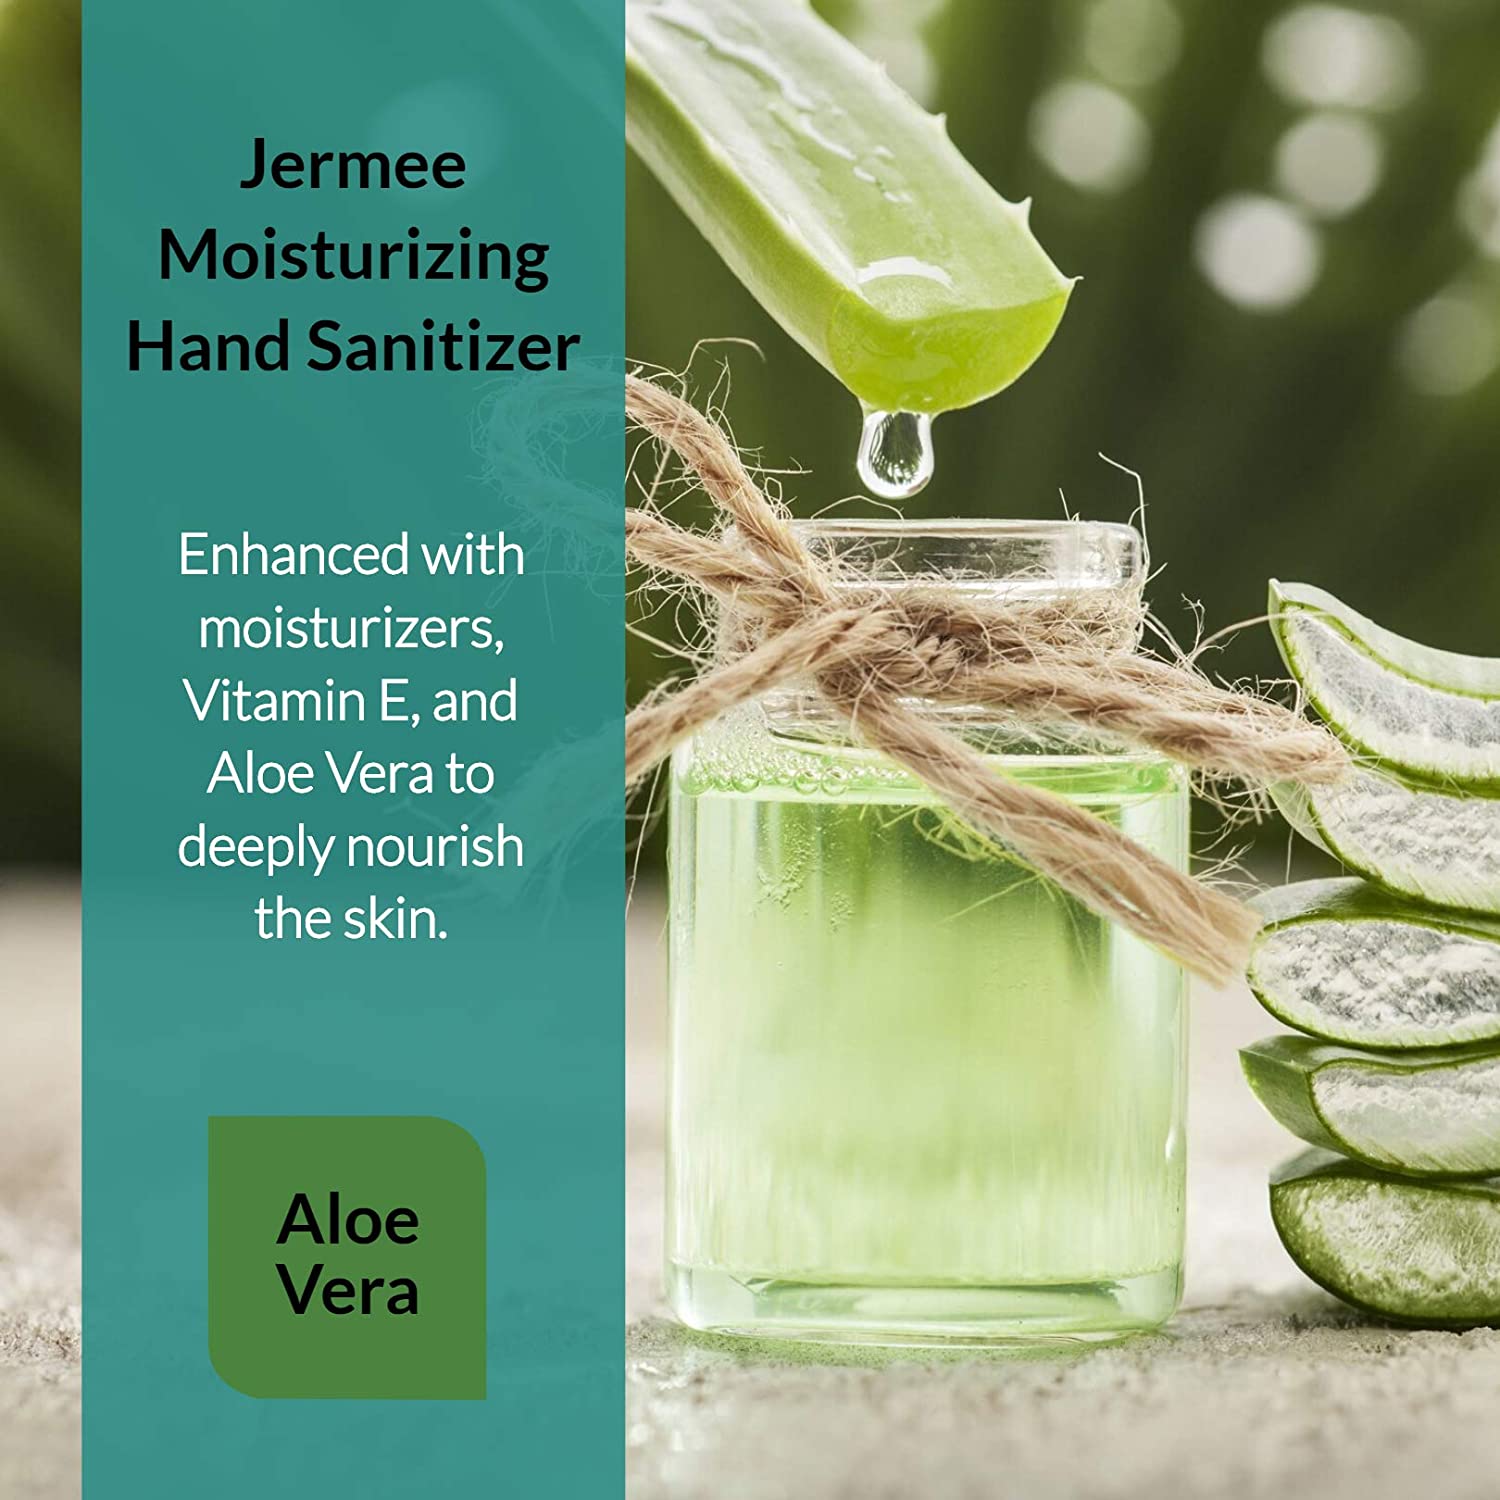 Jermee
Moisturizing
Hand Sanitizer
Enhanced with
moisturizers,
Vitamin E, and
Aloe Vera to
deeply nourish
the skin.
Aloe
Vera